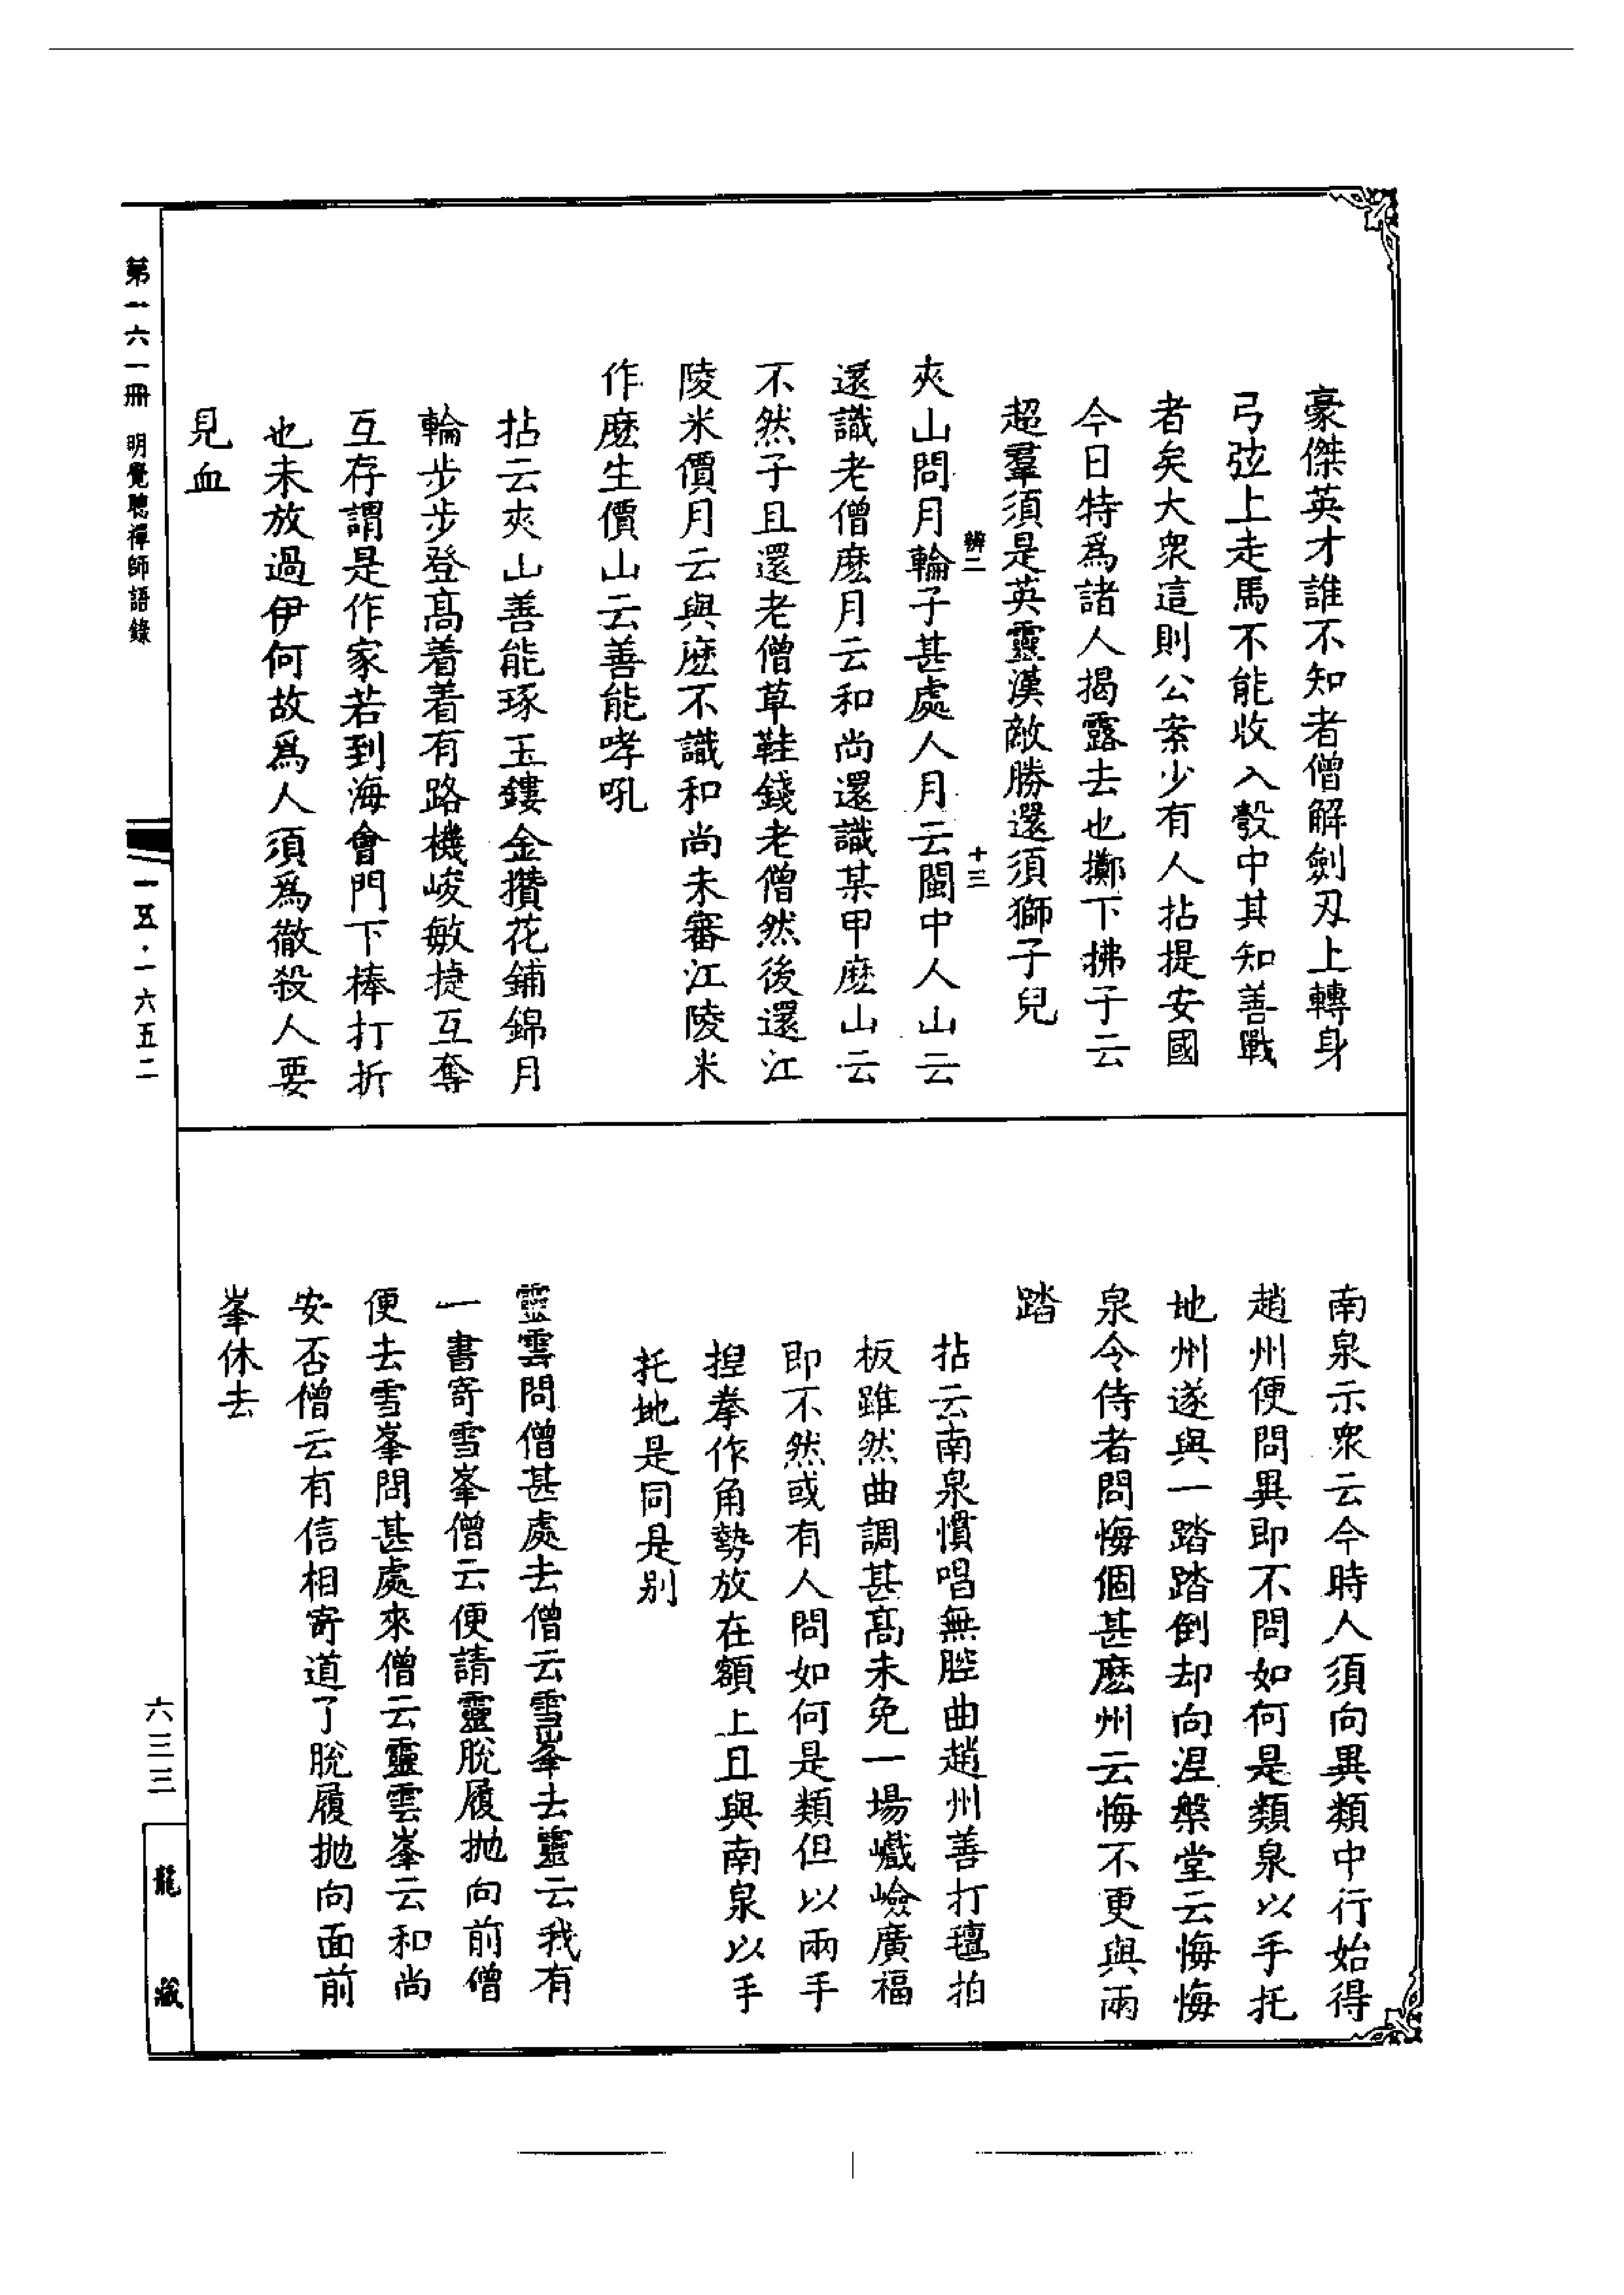 豪傑英才誰不知者僧解劍刃上轉身
弓弦上走馬不能收入彀中其知善戰
者矣大衆這則公案少有人拈提安國
今日特爲諸人揭露去也擲下拂子云
超羣須是英靈漢敵勝還須獅子兒
辨二
十三
夾山問月輪子甚處人月云閩中人山云
還識老僧麽月云和尚還識某甲麽山云
不然子且還老僧草鞋錢老僧然後還江
陵米價月云與麽不識和尚未審江陵米
作麽生價山云善能哮吼
拈云夾山善能琢玉鏤金攢花鋪錦月
輪步步登髙着着有路機峻敏捷互奪
互存謂是作家若到海會門下棒打折
也未放過伊何故爲人須爲徹殺人要
見血
南泉示衆云今時人須向異類中行始得
趙州便問異即不問如何是類泉以手托
地州遂與一踏踏倒却向涅槃堂云悔悔
泉令侍者問悔個甚麽州云悔不更與兩
踏
拈云南泉慣唱無腔曲趙州善打氊拍
板雖然曲調甚髙未免一場巇嶮廣福
即不然或有人問如何是類但以兩手
揑拳作角勢放在額上且與南泉以手
托地是同是别
靈雲問僧甚處去僧云雪峯去靈云我有
一書寄雪峯僧云便請靈脫履拋向前僧
便去雪峯問甚處來僧云靈雲峯云和尚
安否僧云有信相寄道了脫履拋向面前
峯休去
第一六一冊 明覺聰禪師語錄
一五·一六五二
六三三
龍藏